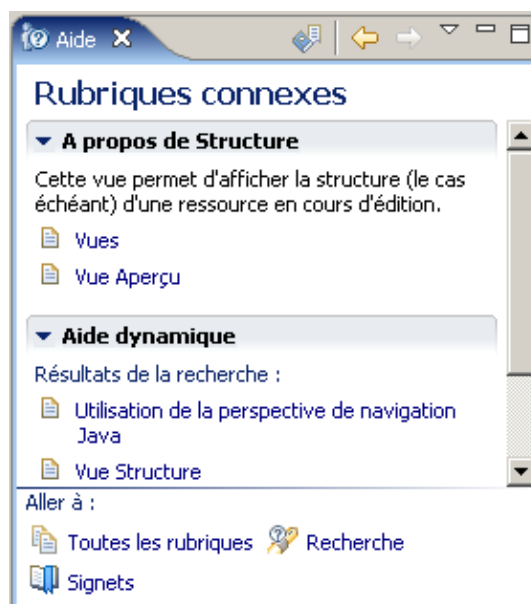 Aide
Rubriques connexes
A propos de Structure
Cette vue permet d'afficher la structure (le cas
échéant) d'une ressource en cours d'édition.
Vues
Vue Aperçu
Aide dynamique
Résultats de la recherche :
Utilisation de la perspective de navigation
Java
Vue Structure
Aller à :
Toutes les rubriques Recherche
Signets